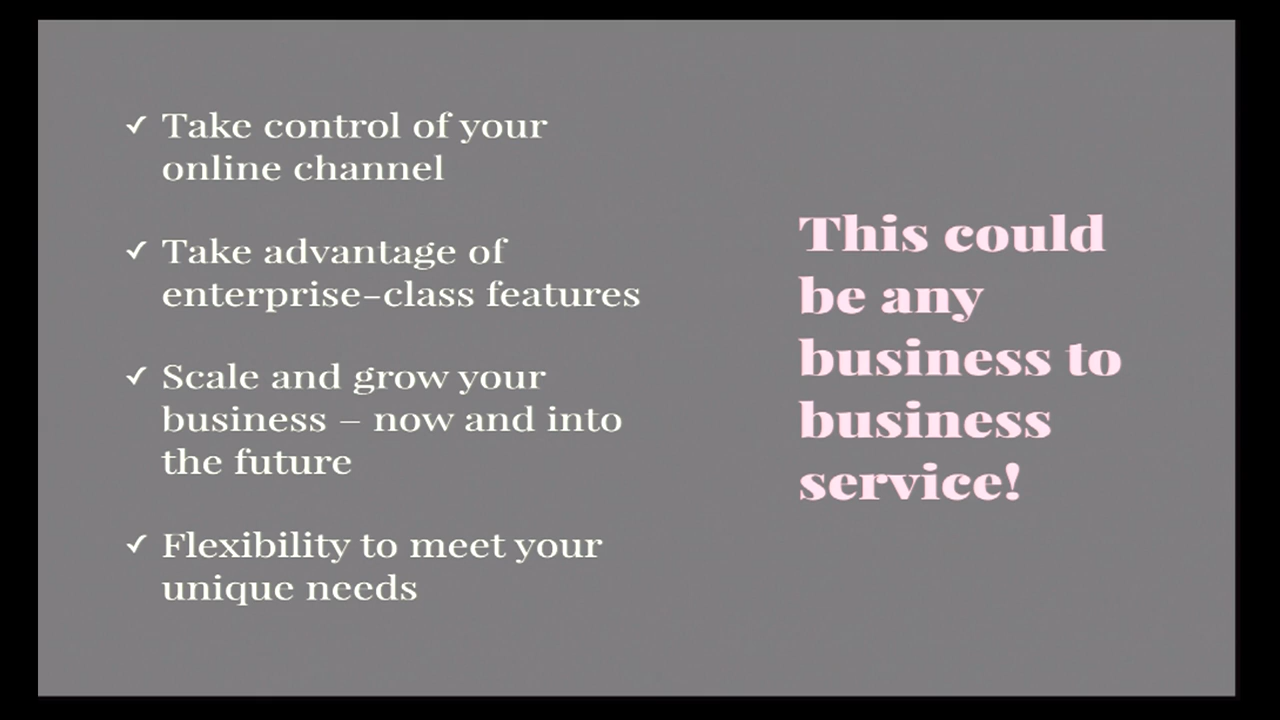 ✓ Take control of your
online channel
✓ Take advantage of
enterprise-class features
✓ Scale and grow your
business – now and into
the future
✓ Flexibility to meet your
unique needs
This could
be any
business to
business
service!